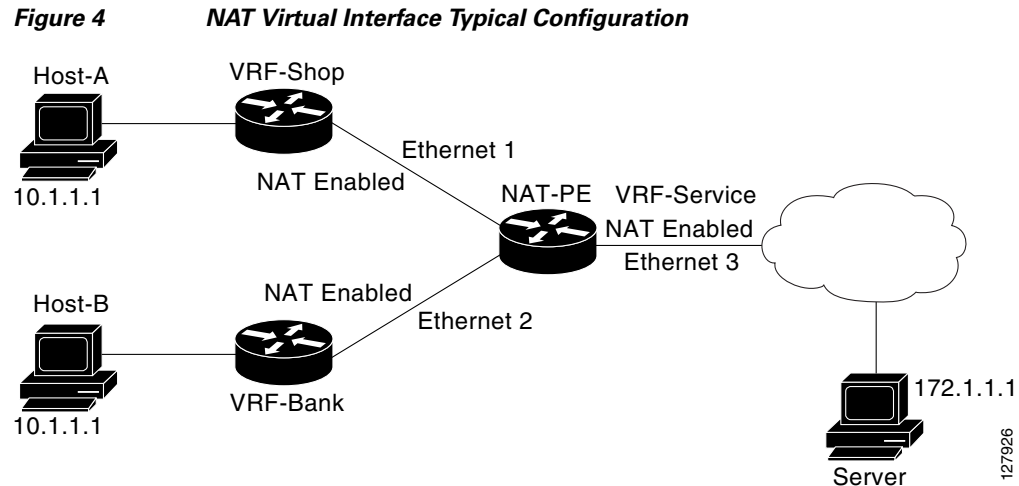 Figure 4 NAT Virtual Interface Typical Configuration
Host-A
VRF-Shop
Ethernet 1
NAT Enabled
10.1.1.1
NAT-PE
VRF-Service
NAT Enabled
Ethernet 3
Host-B
NAT Enabled
Ethernet 2
VRF-Bank
10.1.1.1
172.1.1.1
Server
127926